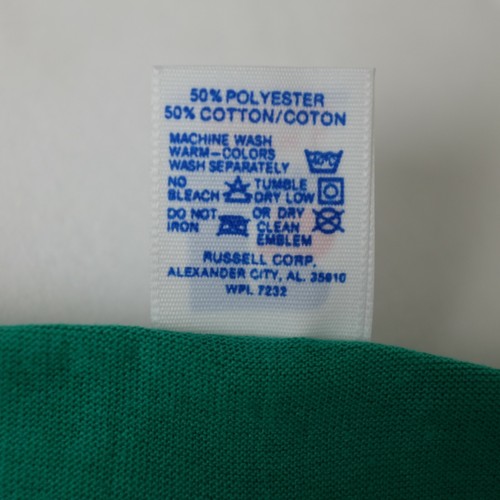 50% POLYESTER
50% COTTON/COTON
MACHINE WASH
WARM-COLORS
WASH SEPARATELY
NO BLEACH TUMBLE DRY LOW
DO NOT IRON OR DRY CLEAN EMBLEM
RUSSELL CORP.
ALEXANDER CITY, AL. 35010
WPL 7232